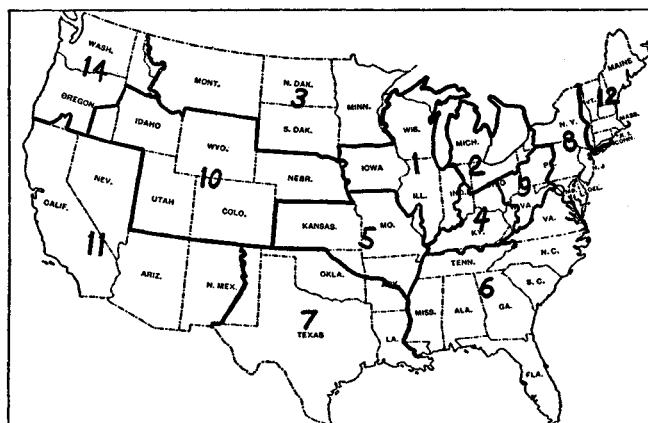 WASH.
14
MONT.
N. DAK.
3
MINN.
MAINE
VT.
12
OREGON
IDAHO
S. DAK.
WIS.
1
MICH.
2
N.Y.
8
MASS.
R.I.
CONN.
WYO.
10
NEBR.
IOWA
ILL.
IND.
9
DEL.
NEV.
UTAH
COLO.
KANSAS.
5
MO.
4
KY.
VA.
CALIF.
11
ARIZ.
N. MEX.
OKLA.
TENN.
N.C.
6
S.C.
7
TEXAS
LA.
MISS.
ALA.
GA.
FLA.